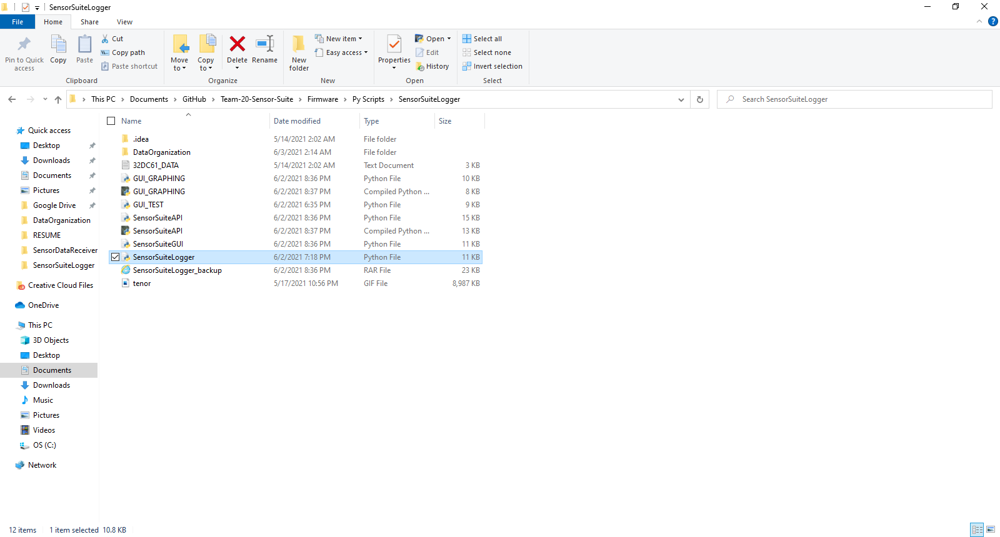 SensorSuiteLogger
File Home Share View
Pin to Quick access
Copy
Paste
Cut
Copy path
Paste shortcut
Clipboard
Move to
Copy to
Delete
Rename
Organize
New folder
New item
Easy access
New
Properties
Open
Edit
History
Open
Select all
Select none
Invert selection
Select
This PC > Documents > GitHub > Team-20-Sensor-Suite > Firmware > Py Scripts > SensorSuiteLogger
Search SensorSuiteLogger
Quick access
Desktop
Downloads
Documents
Pictures
Google Drive
DataOrganization
RESUME
SensorDataReceiver
SensorSuiteLogger
Creative Cloud Files
OneDrive
This PC
3D Objects
Desktop
Documents
Downloads
Music
Pictures
Videos
OS (C:)
Network
Name Date modified Type Size
.idea 5/14/2021 2:02 AM File folder
DataOrganization 6/3/2021 2:14 AM File folder
32DC61_DATA 5/14/2021 2:02 AM Text Document 3 KB
GUI_GRAPHING 6/2/2021 8:36 PM Python File 10 KB
GUI_GRAPHING 6/2/2021 8:37 PM Compiled Python ... 8 KB
GUI_TEST 6/2/2021 6:35 PM Python File 9 KB
SensorSuiteAPI 6/2/2021 8:36 PM Python File 15 KB
SensorSuiteAPI 6/2/2021 8:37 PM Compiled Python ... 13 KB
SensorSuiteGUI 6/2/2021 8:36 PM Python File 11 KB
SensorSuiteLogger 6/2/2021 7:18 PM Python File 11 KB
SensorSuiteLogger_backup 6/2/2021 8:36 PM RAR File 23 KB
tenor 5/17/2021 10:56 PM GIF File 8,987 KB
12 items 1 item selected 10.8 KB